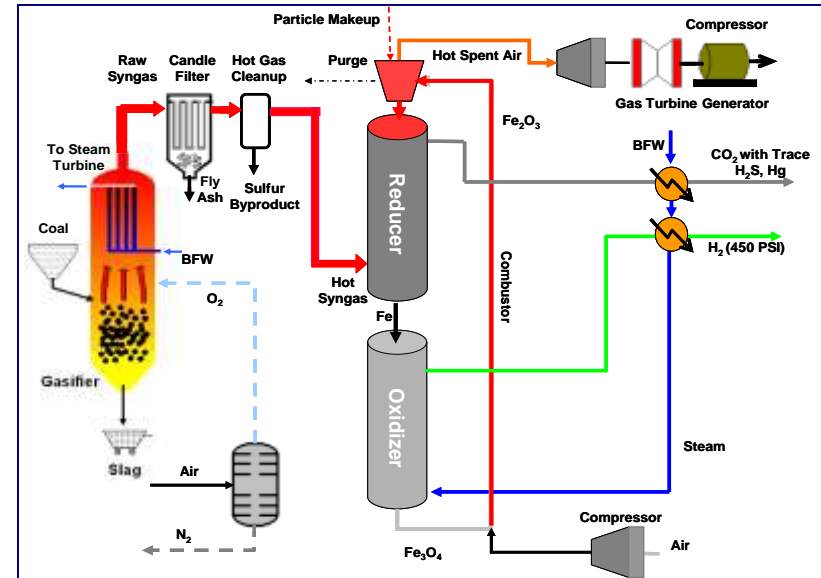 Particle Makeup
Compressor
Raw
Syngas
Candle
Filter
Hot Gas
Cleanup
Purge
Hot Spent Air
Gas Turbine Generator
Fe2O3
To Steam
Turbine
Fly
Ash
Sulfur
Byproduct
BFW
CO2 with Trace
H2S, Hg
Reducer
Coal
BFW
H2 (450 PSI)
O2
Hot
Syngas
Combustor
Fe
Gasifier
Oxidizer
Steam
Slag
Air
N2
Fe3O4
Compressor
Air